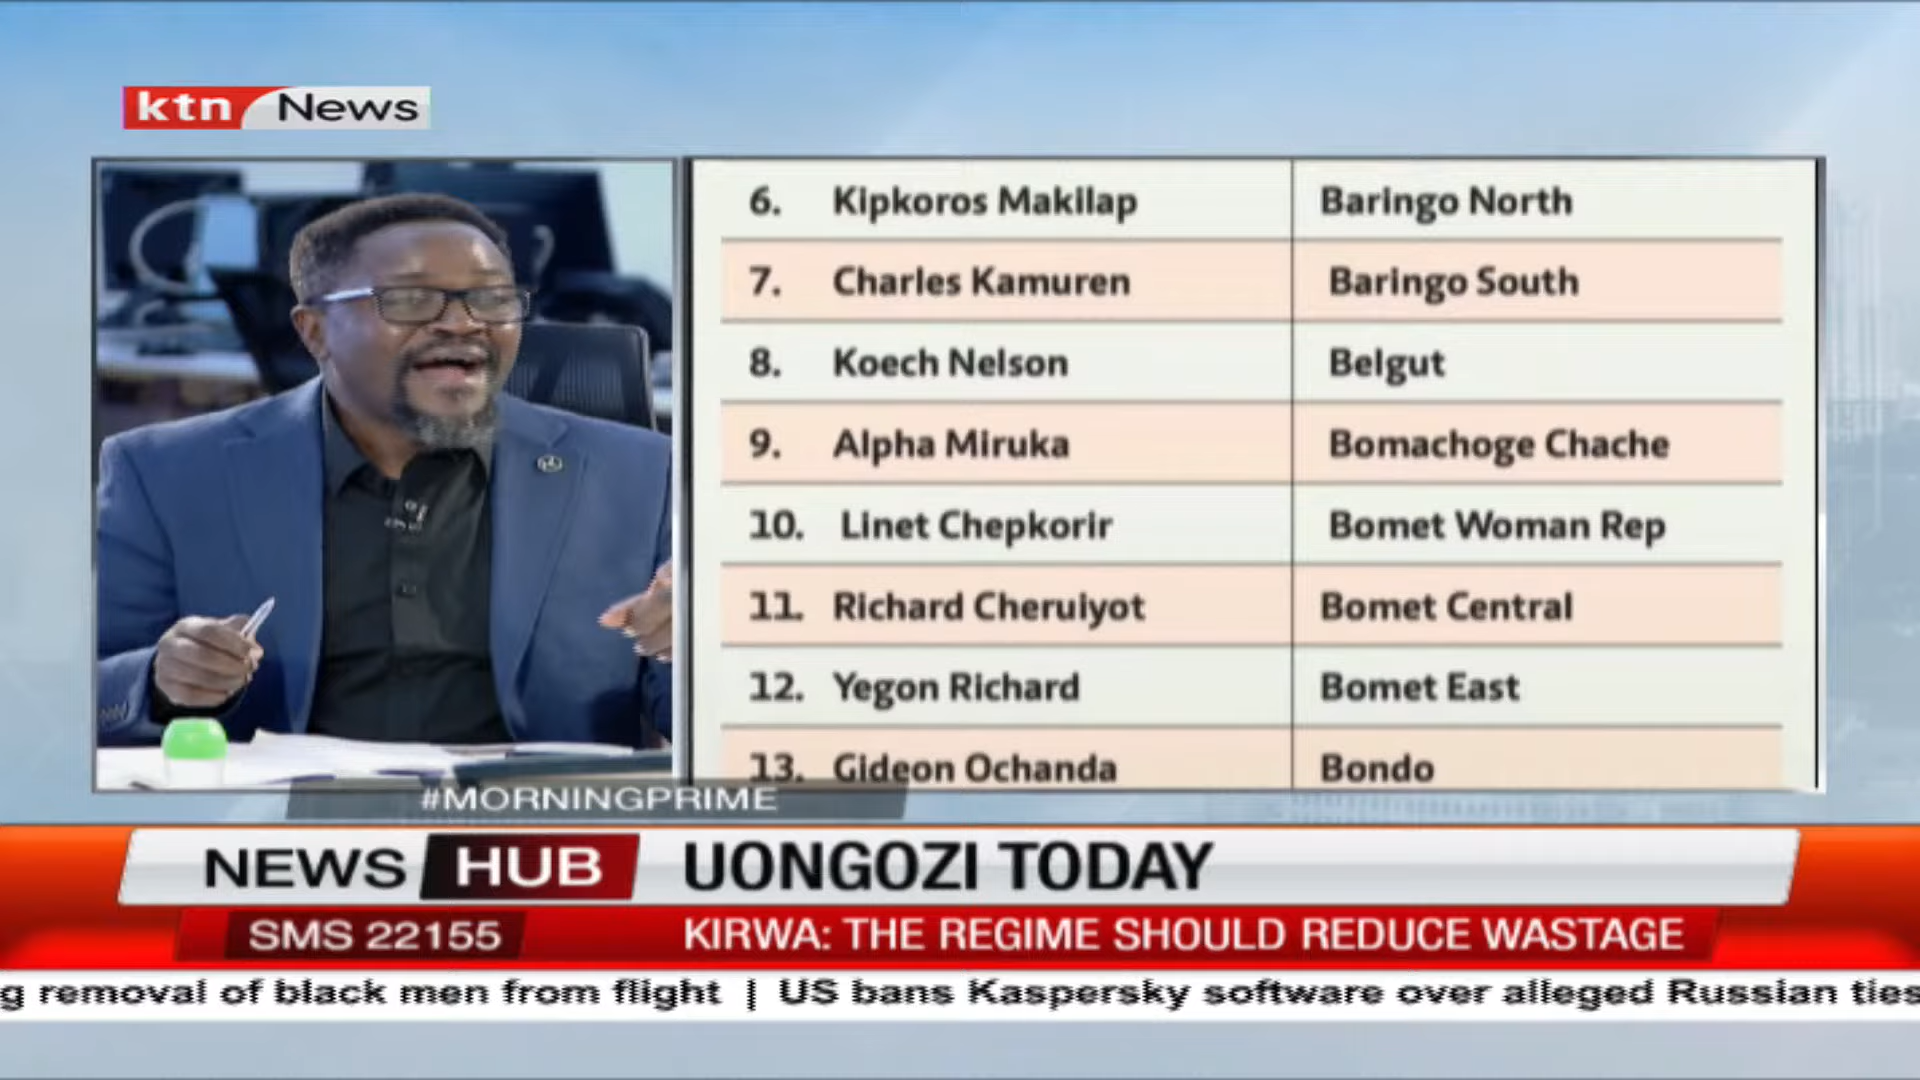 ktn News
6. Kipkoros Makilap Baringo North
7. Charles Kamuren Baringo South
8. Koech Nelson Belgut
9. Alpha Miruka Bomachoge Chache
10. Linet Chepkorir Bomet Woman Rep
11. Richard Cheruiyot Bomet Central
12. Yegon Richard Bomet East
13. Gideon Ochanda Bondo
#MORNINGPRIME
NEWS HUB UONGOZI TODAY
SMS 22155 KIRWA: THE REGIME SHOULD REDUCE WASTAGE
g removal of black men from flight | US bans Kaspersky software over alleged Russian ties